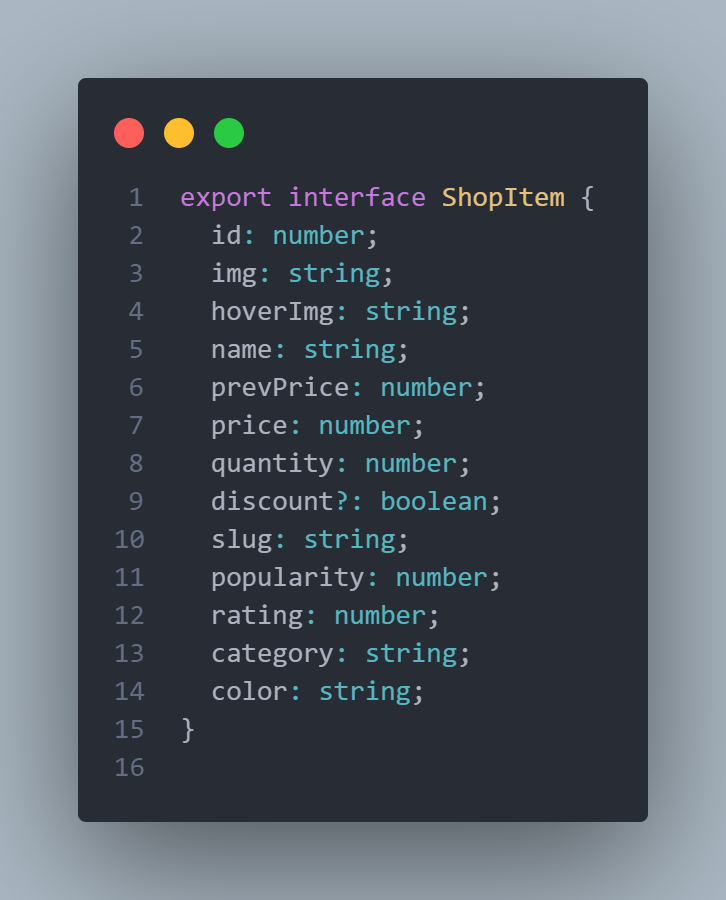 1 export interface ShopItem {
2   id: number;
3   img: string;
4   hoverImg: string;
5   name: string;
6   prevPrice: number;
7   price: number;
8   quantity: number;
9   discount?: boolean;
10   slug: string;
11   popularity: number;
12   rating: number;
13   category: string;
14   color: string;
15 }
16